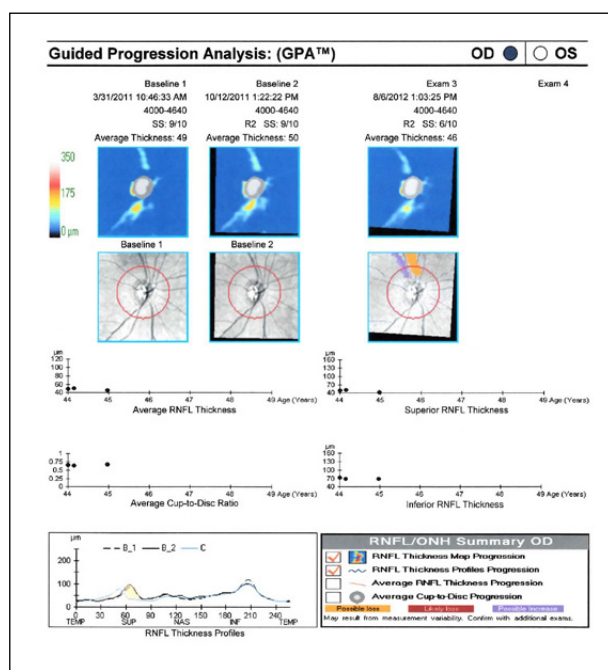 Guided Progression Analysis: (GPA™) OD OS
Baseline 1 Baseline 2 Exam 3 Exam 4
3/31/2011 10:46:33 AM 10/12/2011 1:22:22 PM 8/6/2012 1:03:25 PM
4000-4640 4000-4640 4000-4640
SS: 9/10 R2 SS: 9/10 R2 SS: 6/10
Average Thickness: 49 Average Thickness: 50 Average Thickness: 46
350
175
0 µm
Baseline 1 Baseline 2
µm µm
120 160
100 130
80 100
60 70
40 40
44 45 46 47 48 49 Age (Years) 44 45 46 47 48 49 Age (Years)
Average RNFL Thickness Superior RNFL Thickness
µm
1 160
0.75 130
0.5 100
0.25 70
0 40
44 45 46 47 48 49 Age (Years) 44 45 46 47 48 49 Age (Years)
Average Cup-to-Disc Ratio Inferior RNFL Thickness
µm
B_1 B_2 C
200
100
0
0 30 60 90 120 150 180 210 240
TEMP SUP NAS INF TEMP
RNFL Thickness Profiles
RNFL/ONH Summary OD
RNFL Thickness Map Progression
RNFL Thickness Profiles Progression
Average RNFL Thickness Progression
Average Cup-to-Disc Progression
Possible loss Likely loss Possible Increase
May result from measurement variability. Confirm with additional exams.